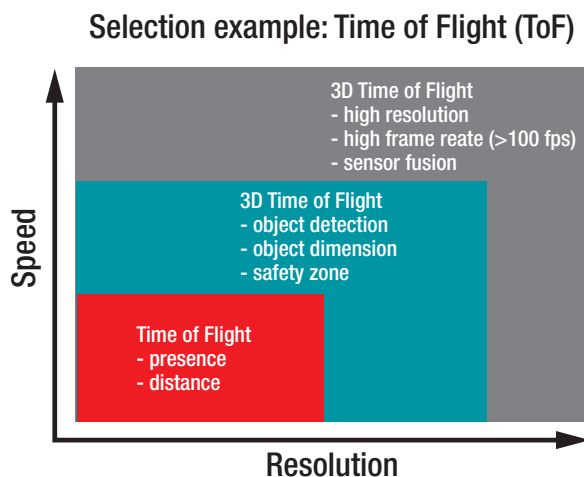 Selection example: Time of Flight (ToF)
3D Time of Flight
- high resolution
- high frame reate (>100 fps)
- sensor fusion
3D Time of Flight
- object detection
- object dimension
- safety zone
Time of Flight
- presence
- distance
Speed
Resolution